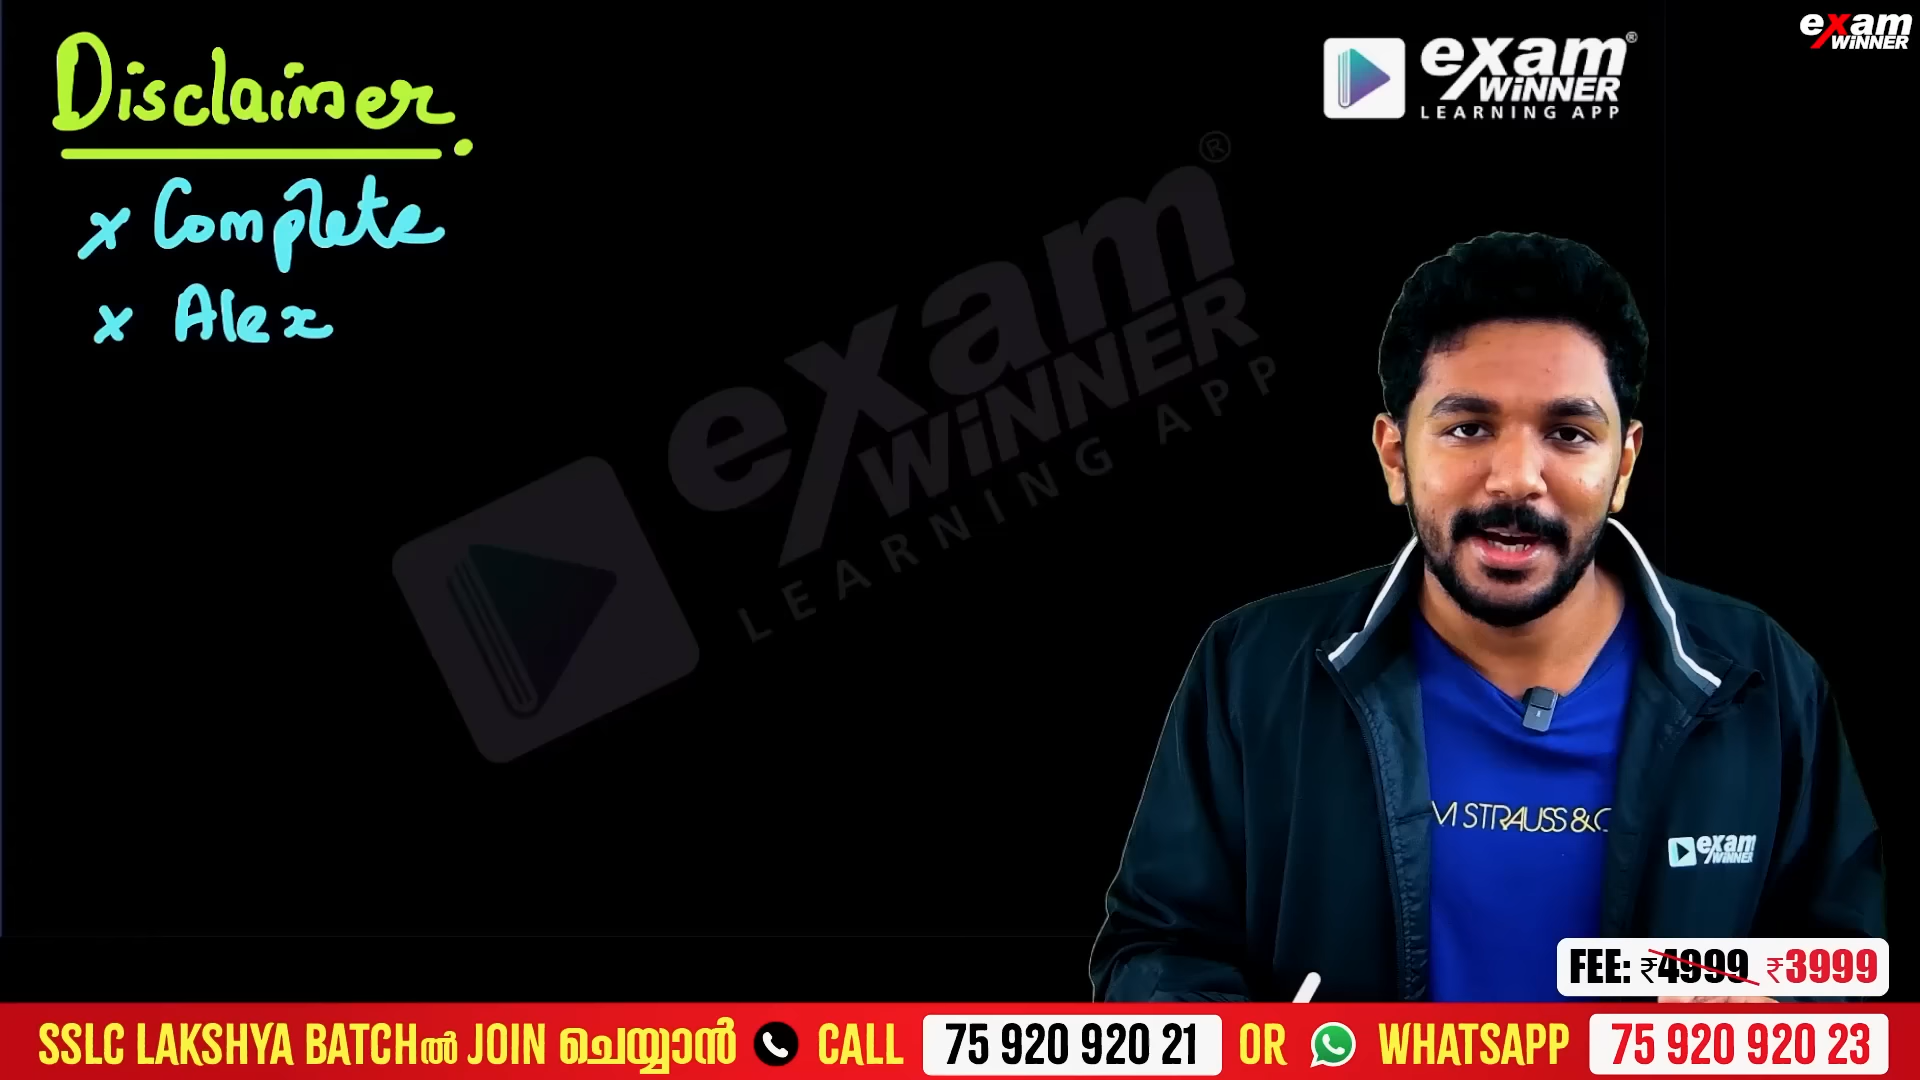 Disclaimer.
x Complete
x Alex
exam WiNNER ®
LEARNING APP
exam WiNNER
exam WiNNER ®
LEARNING APP
M STRAUSS & C
exam WiNNER
FEE: ₹4999 ₹3999
SSLC LAKSHYA BATCHൽ JOIN ചെയ്യാൻ CALL 75 920 920 21 OR WHATSAPP 75 920 920 23